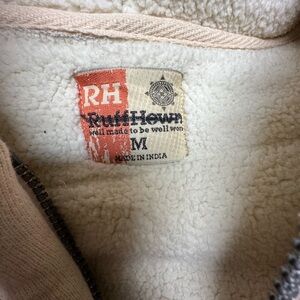 RH
RuffHewn
well made to be well worn
M
MADE IN INDIA